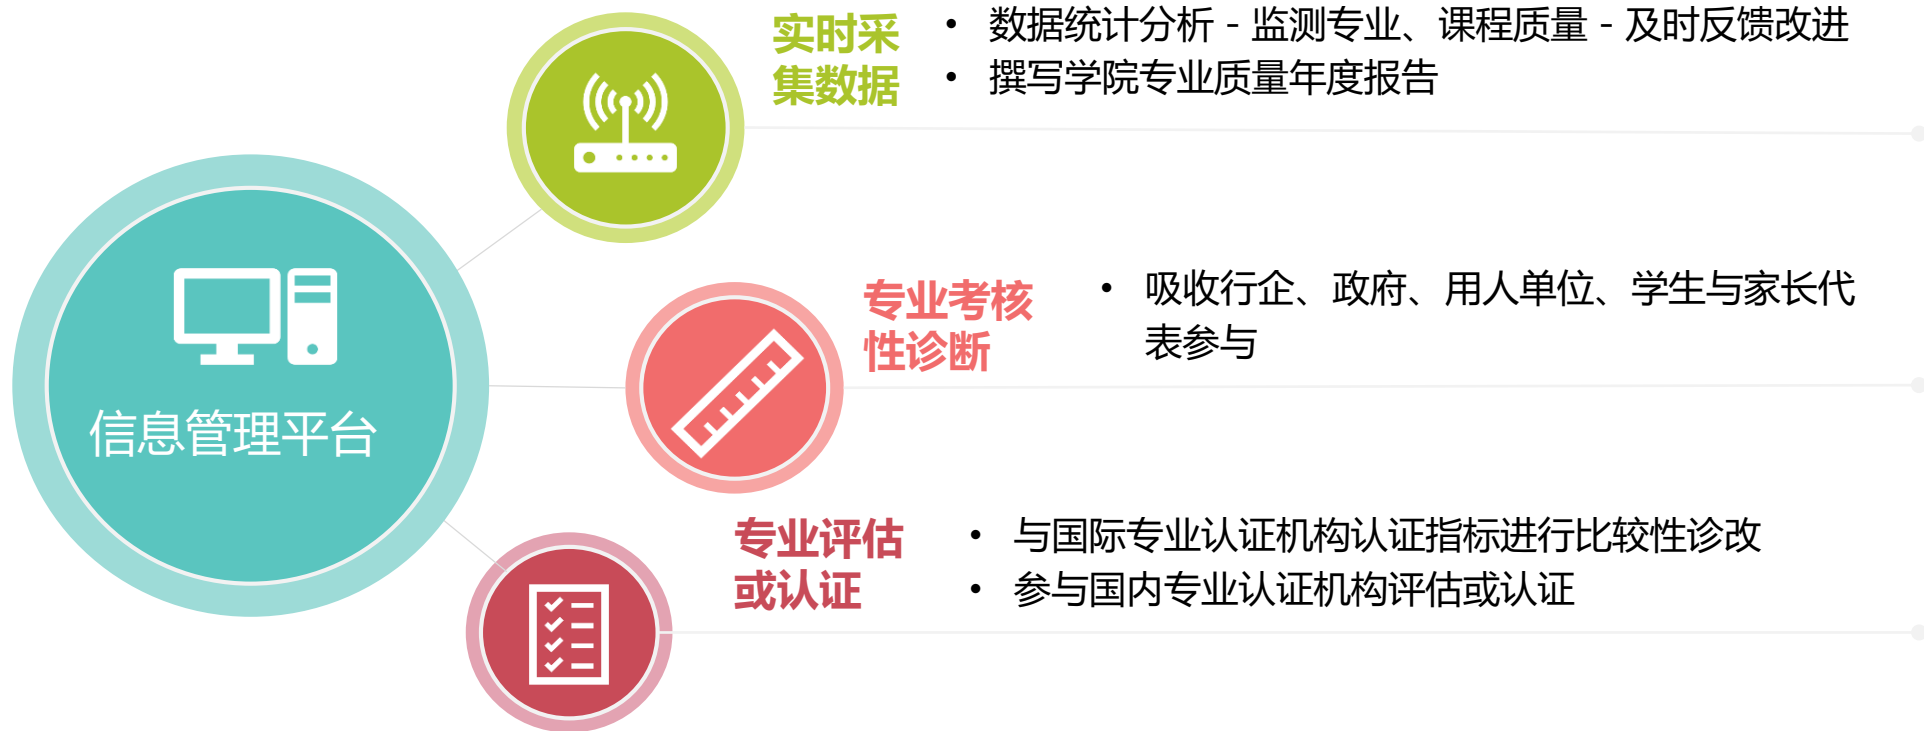 信息管理平台
实时采
集数据
• 数据统计分析 - 监测专业、课程质量 - 及时反馈改进
• 撰写学院专业质量年度报告
专业考核
性诊断
• 吸收行企、政府、用人单位、学生与家长代
表参与
专业评估
或认证
• 与国际专业认证机构认证指标进行比较性诊改
• 参与国内专业认证机构评估或认证